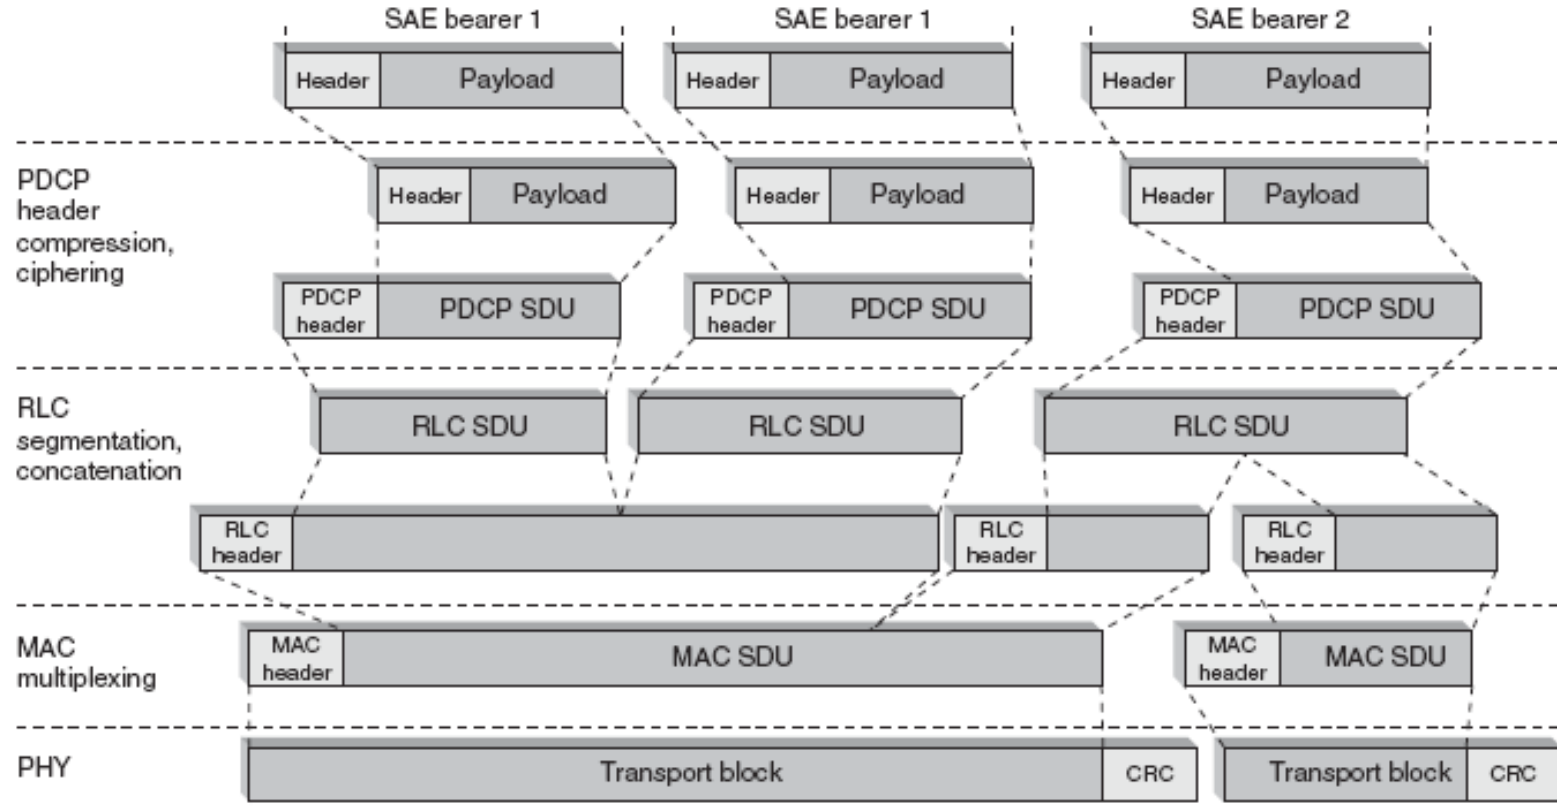 SAE bearer 1 SAE bearer 1 SAE bearer 2
Header Payload Header Payload Header Payload
PDCP
header
compression,
ciphering
Header Payload Header Payload Header Payload
PDCP
header
PDCP SDU
PDCP
header
PDCP SDU
PDCP
header
PDCP SDU
RLC
segmentation,
concatenation
RLC SDU RLC SDU RLC SDU
RLC
header
RLC
header
RLC
header
MAC
multiplexing
MAC
header
MAC SDU
MAC
header
MAC SDU
PHY
Transport block CRC Transport block CRC